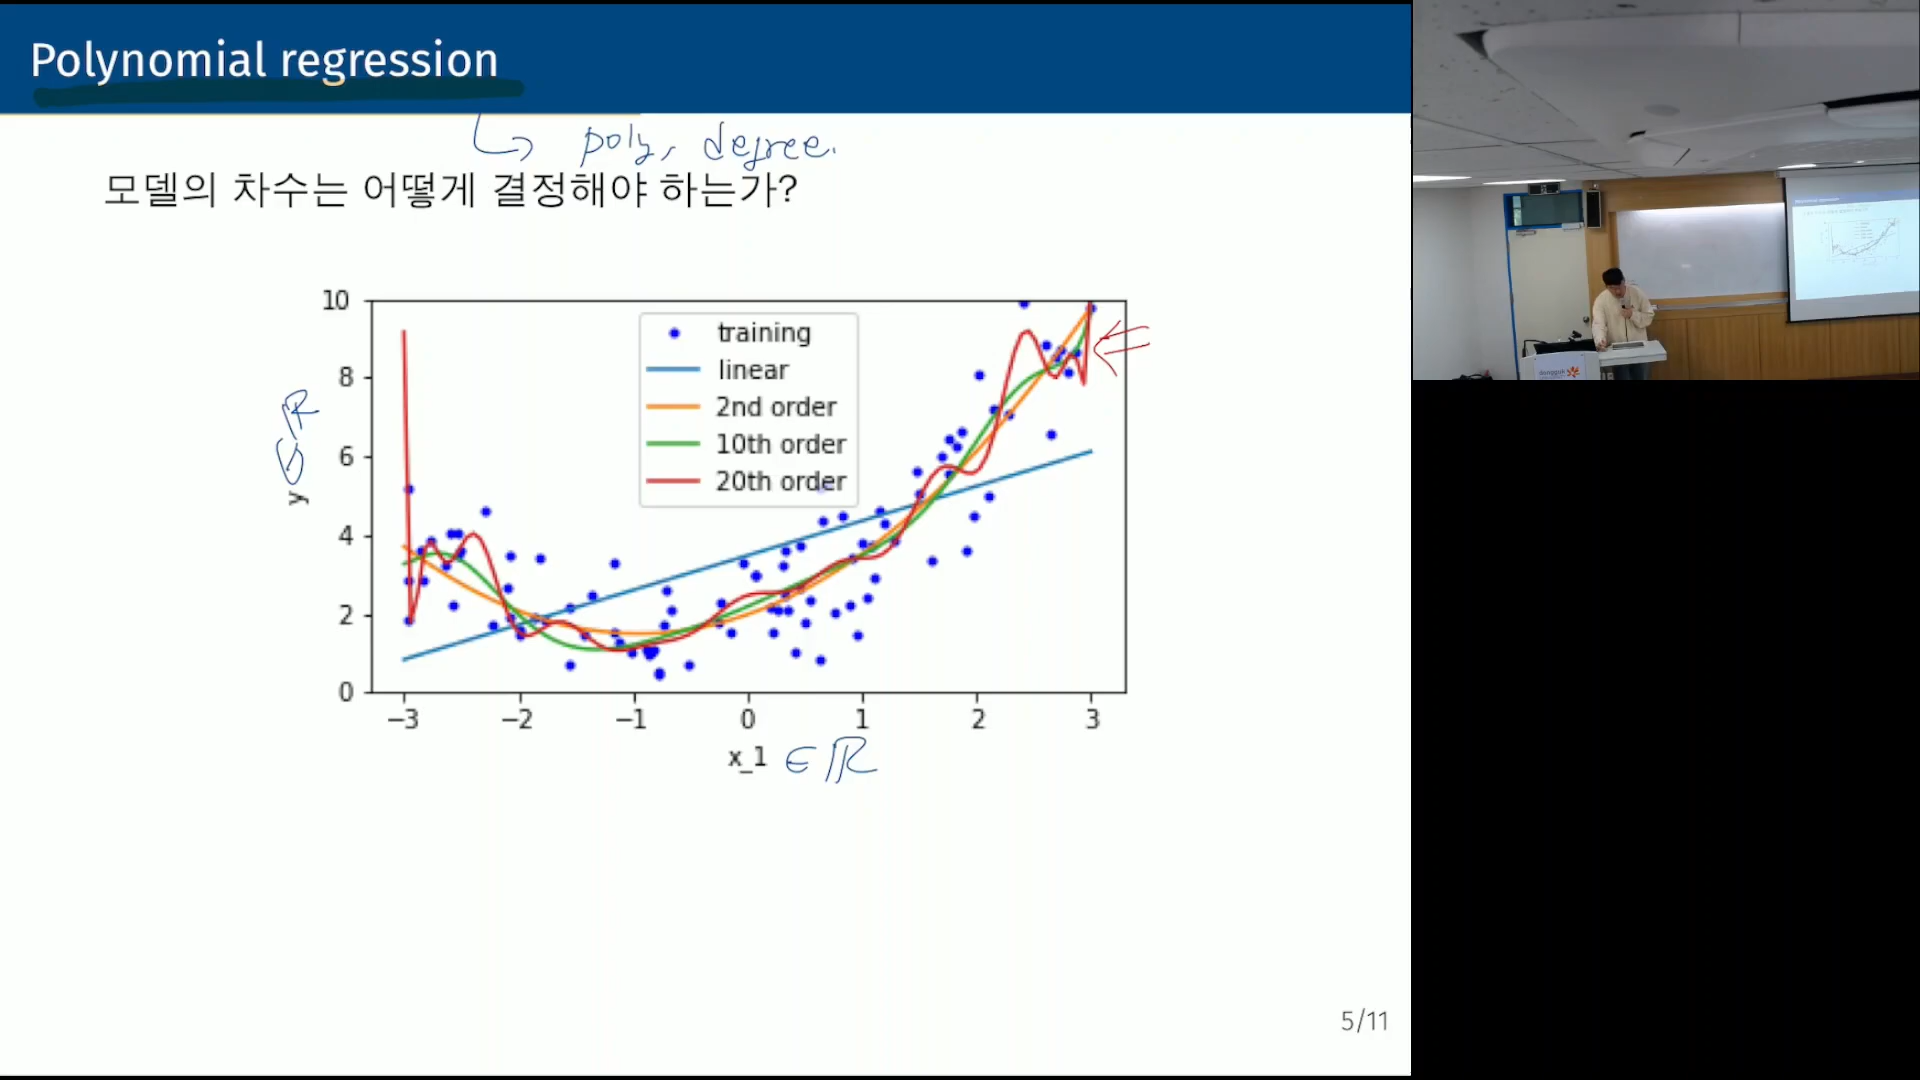 Polynomial regression
↳ poly, degree.
모델의 차수는 어떻게 결정해야 하는가?
10
8
6
4
2
0
y ∈ ℝ
training
linear
2nd order
10th order
20th order
−3 −2 −1 0 1 2 3
x_1 ∈ ℝ
5/11
dongguk